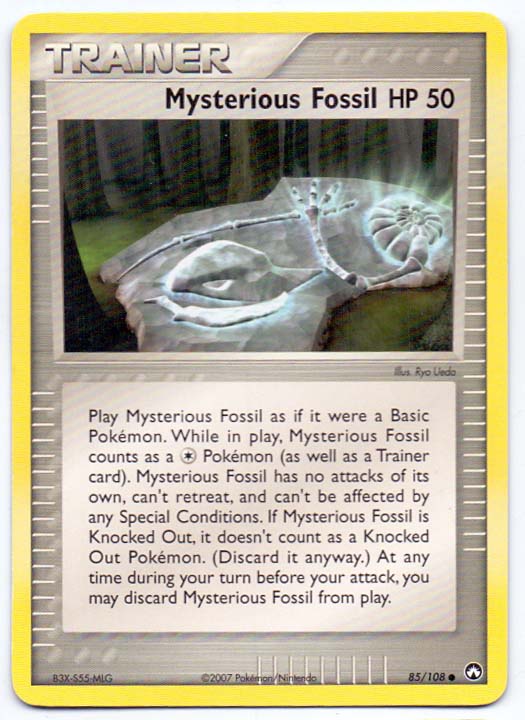 TRAINER
Mysterious Fossil HP 50
Illus. Ryo Ueda
Play Mysterious Fossil as if it were a Basic
Pokémon. While in play, Mysterious Fossil
counts as a Pokémon (as well as a Trainer
card). Mysterious Fossil has no attacks of its
own, can't retreat, and can't be affected by
any Special Conditions. If Mysterious Fossil is
Knocked Out, it doesn't count as a Knocked
Out Pokémon. (Discard it anyway.) At any
time during your turn before your attack, you
may discard Mysterious Fossil from play.
B3X-S55-MLG
©2007 Pokémon/Nintendo
85/108